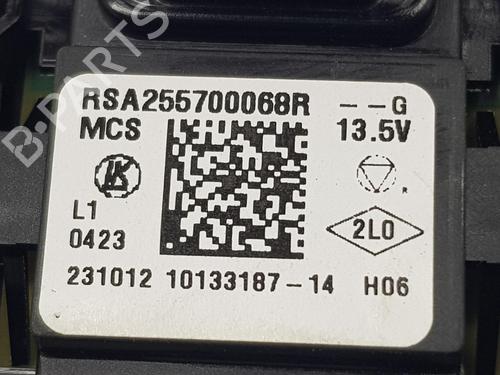 RSA255700068R --G
MCS 13.5V
K
L1
0423
R
2L0
231012 10133187-14 H06
B-PARTS